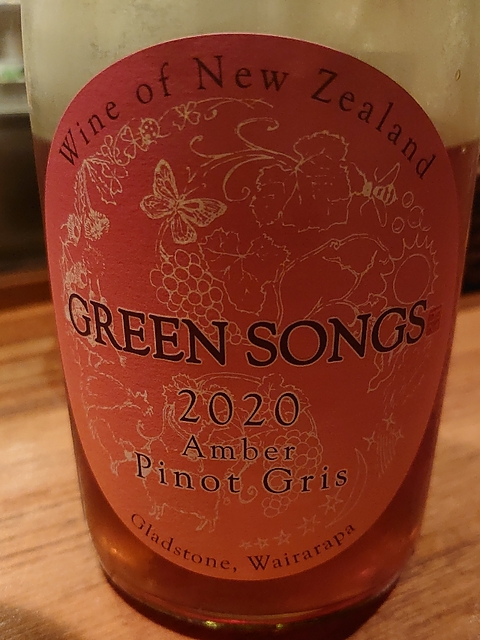 Wine of New Zealand
GREEN SONGS
2020
Amber
Pinot Gris
Gladstone, Wairarapa